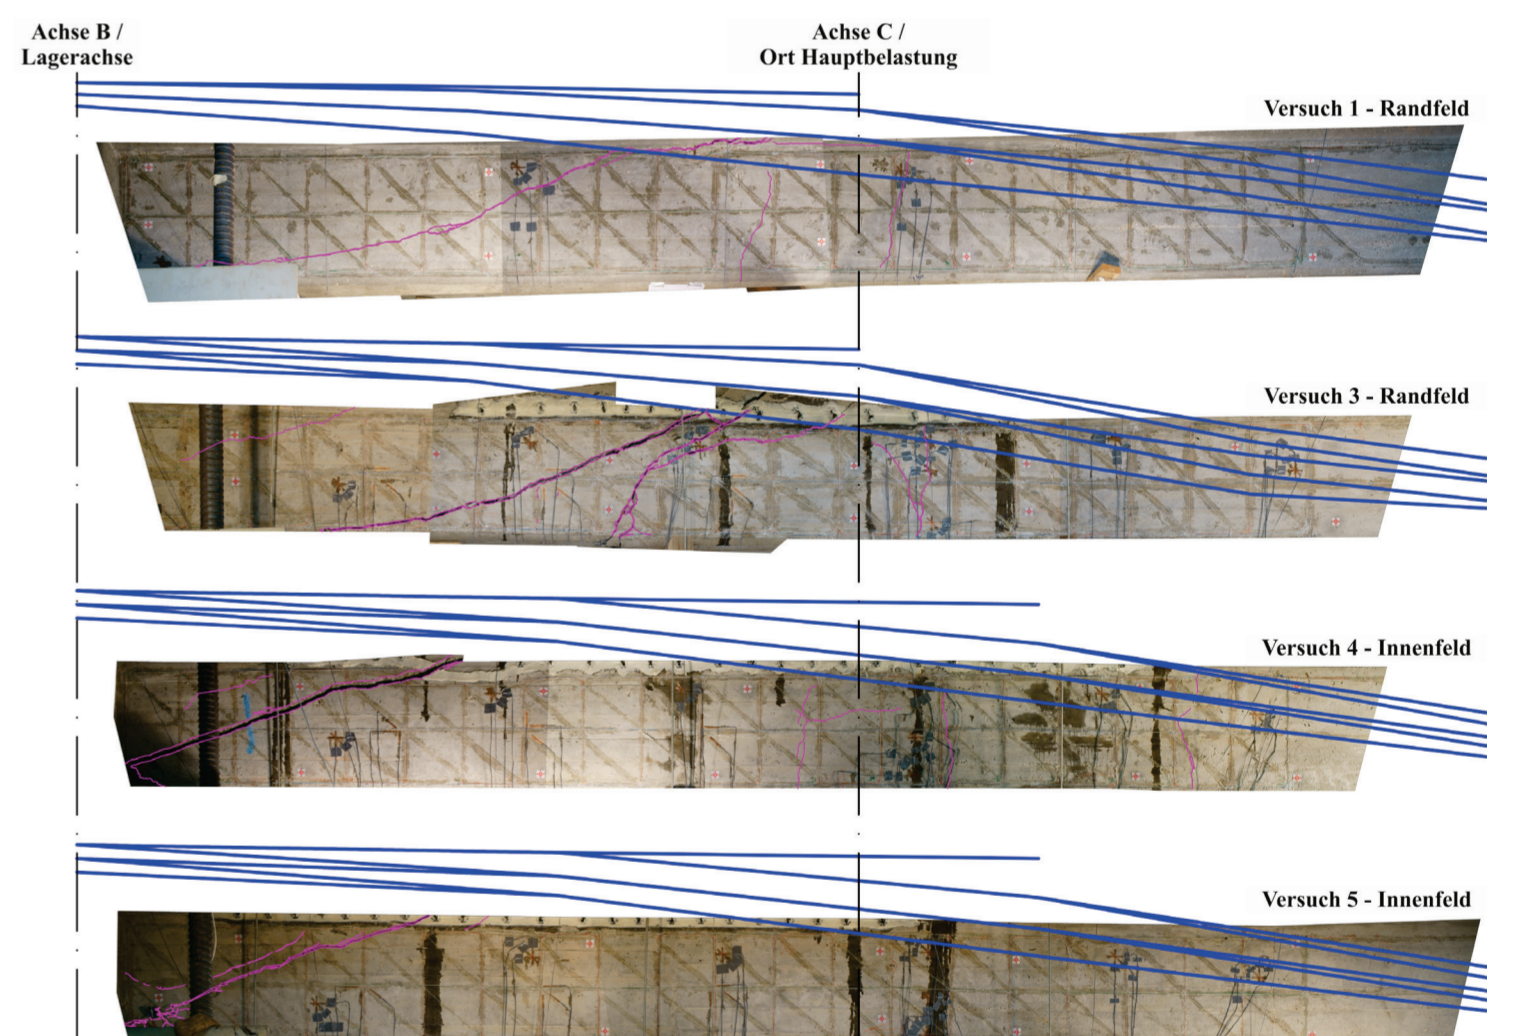 Achse B /
Lagerachse
Achse C /
Ort Hauptbelastung
Versuch 1 - Randfeld
Versuch 3 - Randfeld
Versuch 4 - Innenfeld
Versuch 5 - Innenfeld